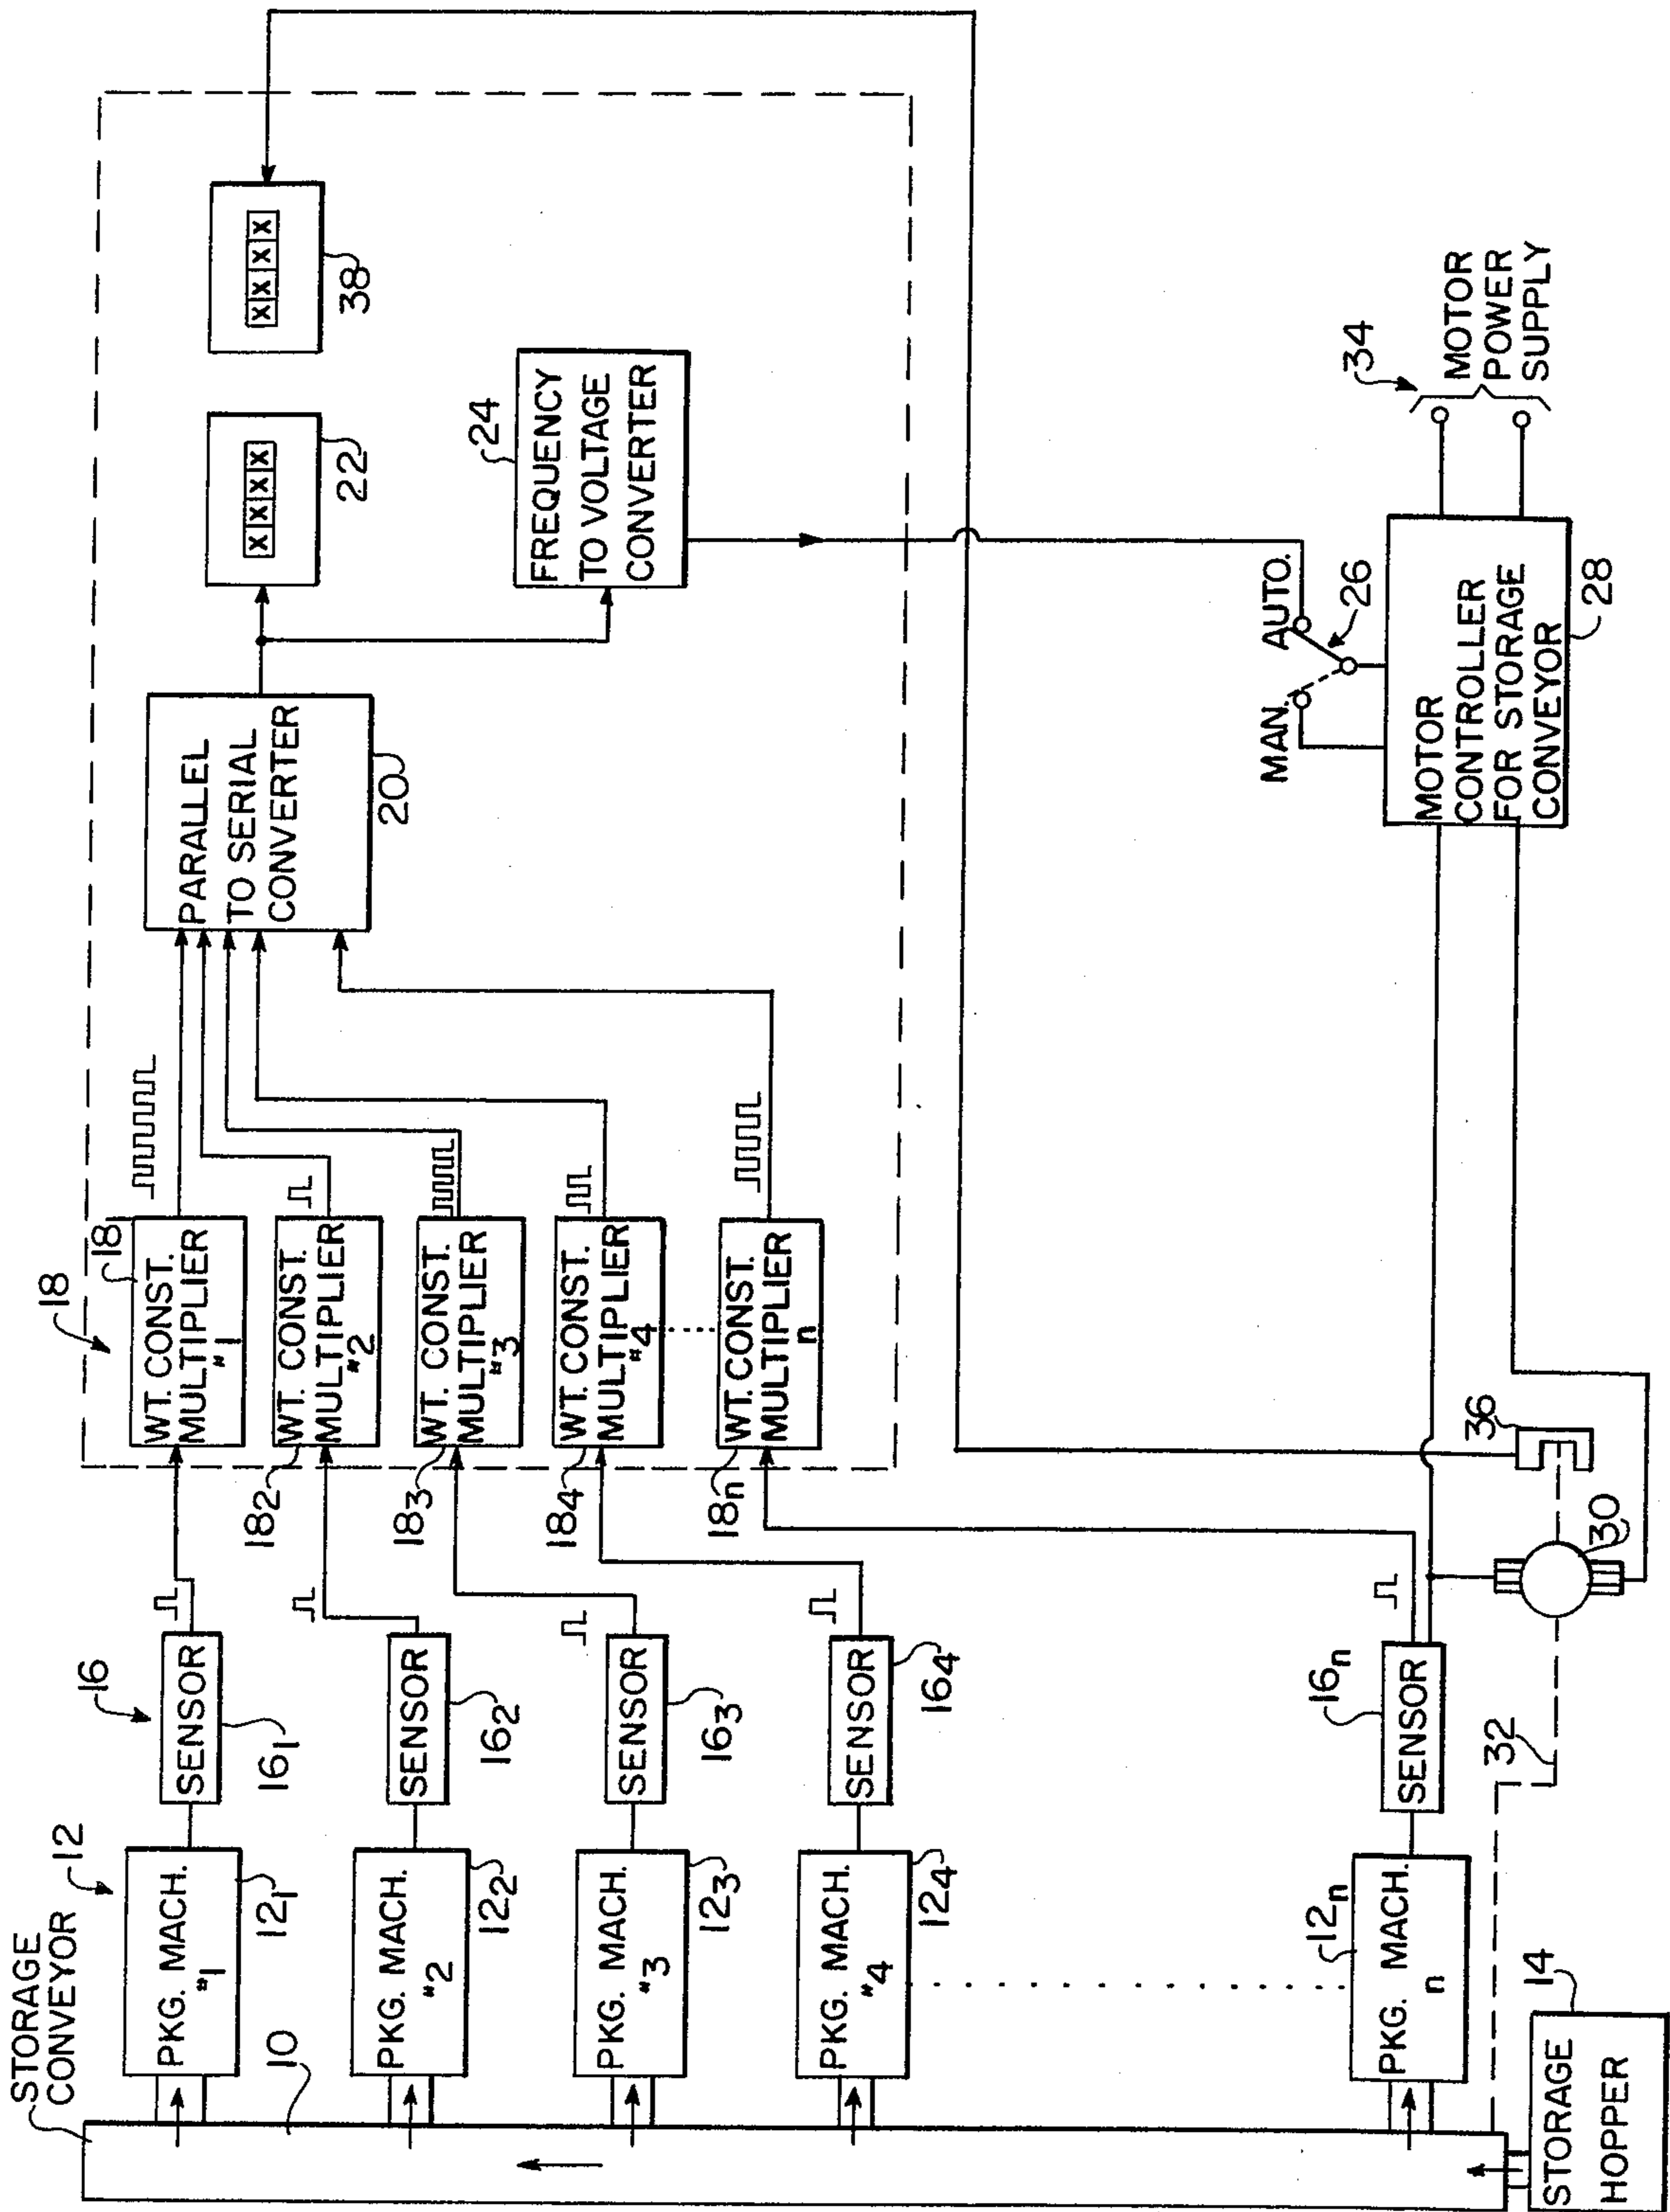 STORAGE
CONVEYOR
10
12
PKG. MACH.
#1
12₁
PKG. MACH.
#2
12₂
PKG. MACH.
#3
12₃
PKG. MACH.
#4
12₄
PKG. MACH.
n
12ₙ
STORAGE
HOPPER
14
16
SENSOR
16₁
SENSOR
16₂
SENSOR
16₃
SENSOR
16₄
SENSOR
16ₙ
32
30
36
18
18
WT. CONST.
MULTIPLIER
#1
18₂
WT. CONST.
MULTIPLIER
#2
18₃
WT. CONST.
MULTIPLIER
#3
18₄
WT. CONST.
MULTIPLIER
#4
18ₙ
WT. CONST.
MULTIPLIER
n
PARALLEL
TO SERIAL
CONVERTER
20
X X X X
22
X X X X
38
24
FREQUENCY
TO VOLTAGE
CONVERTER
MAN.
AUTO.
26
MOTOR
CONTROLLER
FOR STORAGE
CONVEYOR
28
34
MOTOR
POWER
SUPPLY